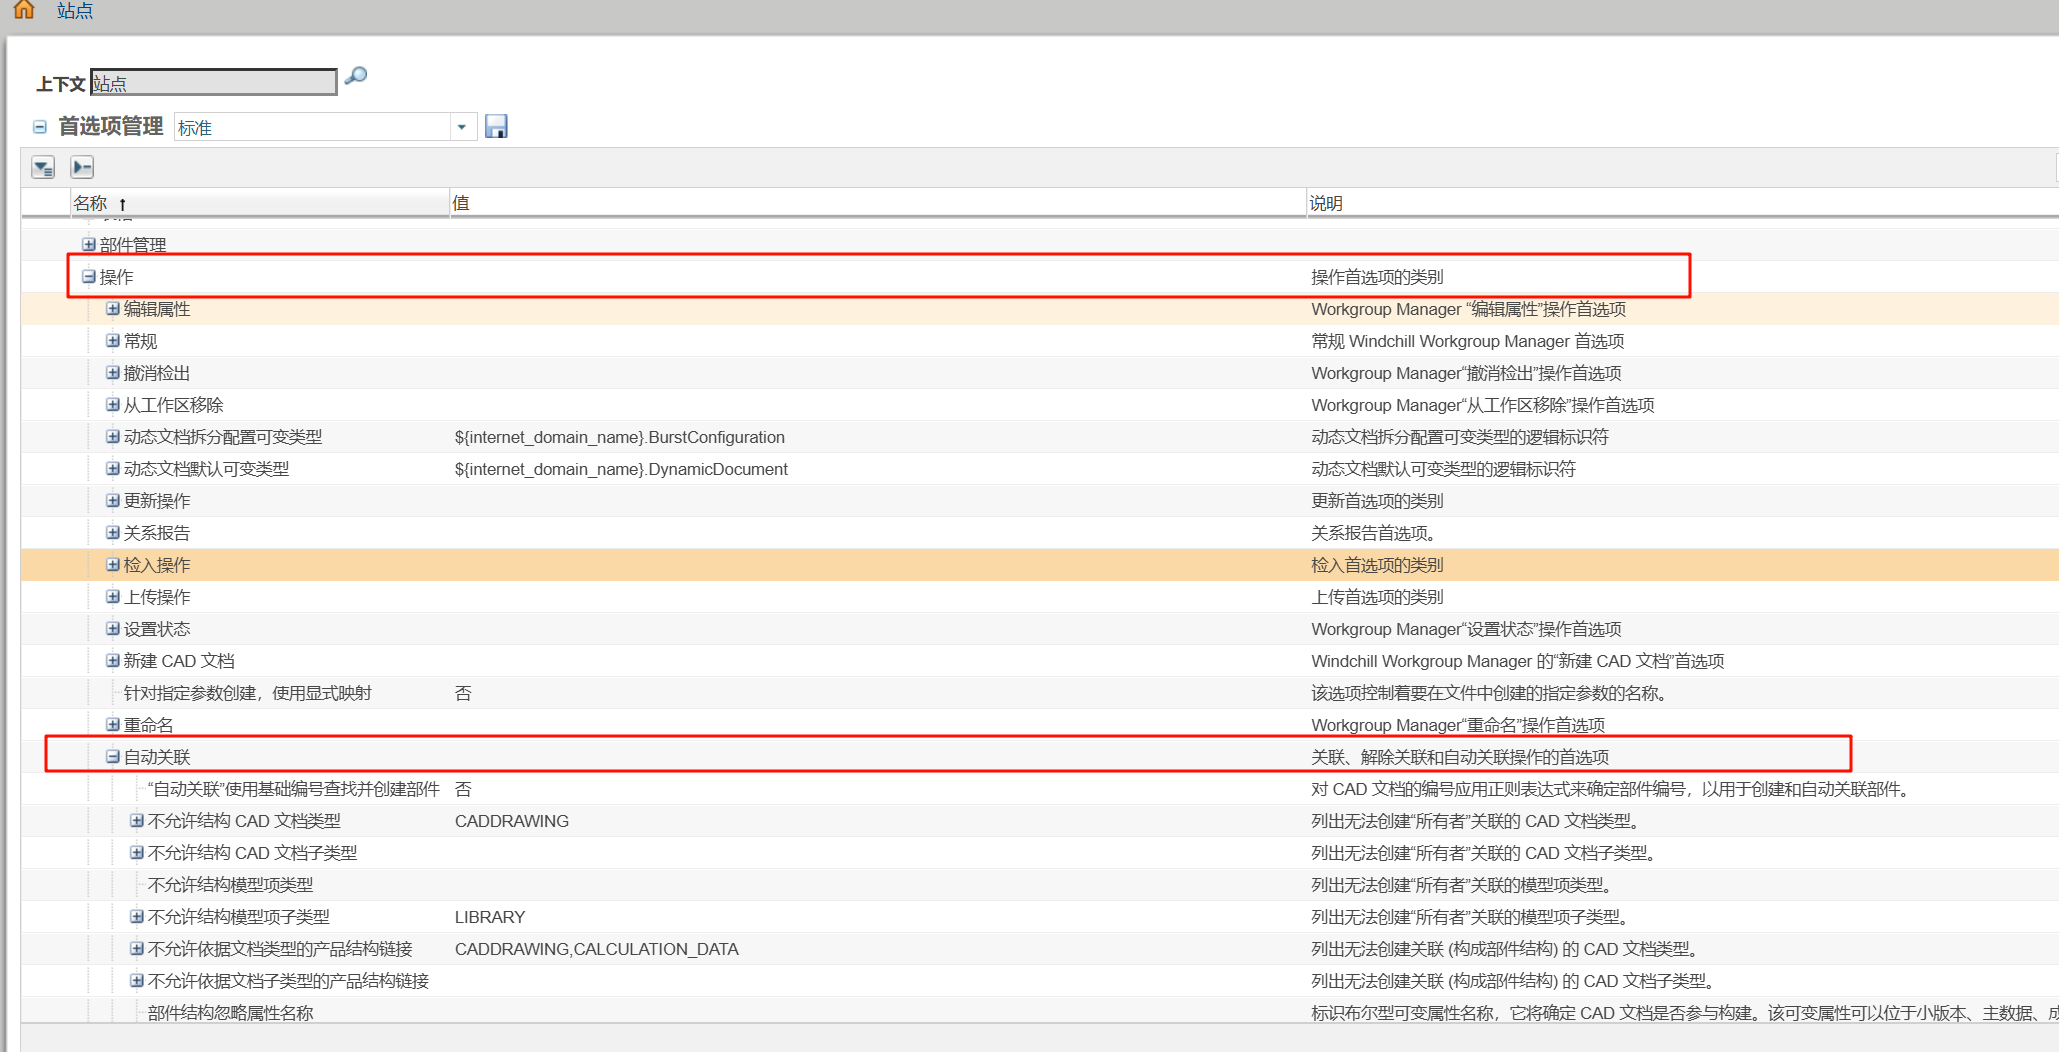 站点
上下文 站点
首选项管理 标准
名称 ↑ 值 说明
部件管理
操作 操作首选项的类别
编辑属性 Workgroup Manager “编辑属性”操作首选项
常规 常规 Windchill Workgroup Manager 首选项
撤消检出 Workgroup Manager“撤消检出”操作首选项
从工作区移除 Workgroup Manager“从工作区移除”操作首选项
动态文档拆分配置可变类型 ${internet_domain_name}.BurstConfiguration 动态文档拆分配置可变类型的逻辑标识符
动态文档默认可变类型 ${internet_domain_name}.DynamicDocument 动态文档默认可变类型的逻辑标识符
更新操作 更新首选项的类别
关系报告 关系报告首选项。
检入操作 检入首选项的类别
上传操作 上传首选项的类别
设置状态 Workgroup Manager“设置状态”操作首选项
新建 CAD 文档 Windchill Workgroup Manager 的“新建 CAD 文档”首选项
针对指定参数创建，使用显式映射 否 该选项控制着要在文件中创建的指定参数的名称。
重命名 Workgroup Manager“重命名”操作首选项
自动关联 关联、解除关联和自动关联操作的首选项
“自动关联”使用基础编号查找并创建部件 否 对 CAD 文档的编号应用正则表达式来确定部件编号，以用于创建和自动关联部件。
不允许结构 CAD 文档类型 CADDRAWING 列出无法创建“所有者”关联的 CAD 文档类型。
不允许结构 CAD 文档子类型 列出无法创建“所有者”关联的 CAD 文档子类型。
不允许结构模型项类型 列出无法创建“所有者”关联的模型项类型。
不允许结构模型项子类型 LIBRARY 列出无法创建“所有者”关联的模型项子类型。
不允许依据文档类型的产品结构链接 CADDRAWING,CALCULATION_DATA 列出无法创建关联 (构成部件结构) 的 CAD 文档类型。
不允许依据文档子类型的产品结构链接 列出无法创建关联 (构成部件结构) 的 CAD 文档子类型。
部件结构忽略属性名称 标识布尔型可变属性名称，它将确定 CAD 文档是否参与构建。该可变属性可以位于小版本、主数据、成